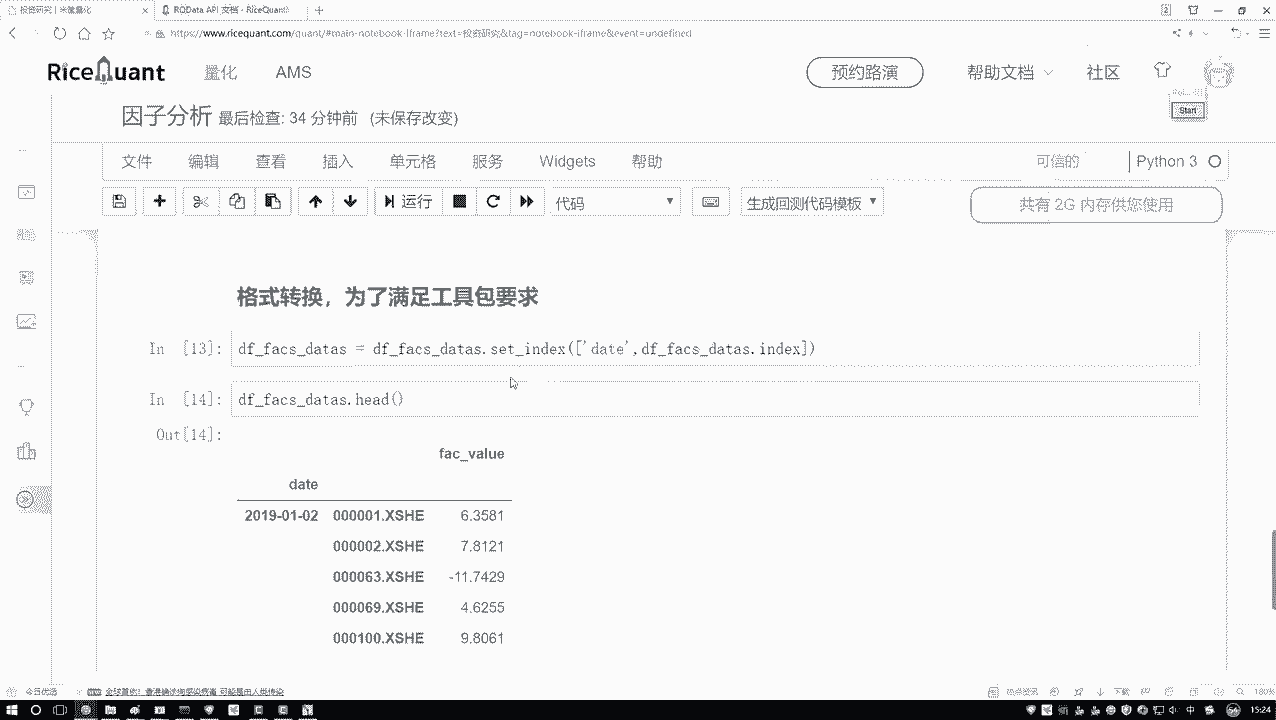 投资研究 | 米筐量化
RQData API 文档 - RiceQuant
https://www.ricequant.com/quant/#main-notebook-iframe?text=投资研究&tag=notebook-iframe&event=undefined
RiceQuant
量化
AMS
预约路演
帮助文档
社区
因子分析 最后检查: 34 分钟前 (未保存改变)
Start
文件
编辑
查看
插入
单元格
服务
Widgets
帮助
可信的
Python 3
运行
代码
生成回测代码模板
共有 2G 内存供您使用
格式转换，为了满足工具包要求
In [13]: df_facs_datas = df_facs_datas.set_index(['date',df_facs_datas.index])
In [14]: df_facs_datas.head()
Out[14]:
fac_value
date
2019-01-02 000001.XSHE 6.3581
000002.XSHE 7.8121
000063.XSHE -11.7429
000069.XSHE 4.6255
000100.XSHE 9.8061
今日优选
下载
180%
中
15:24